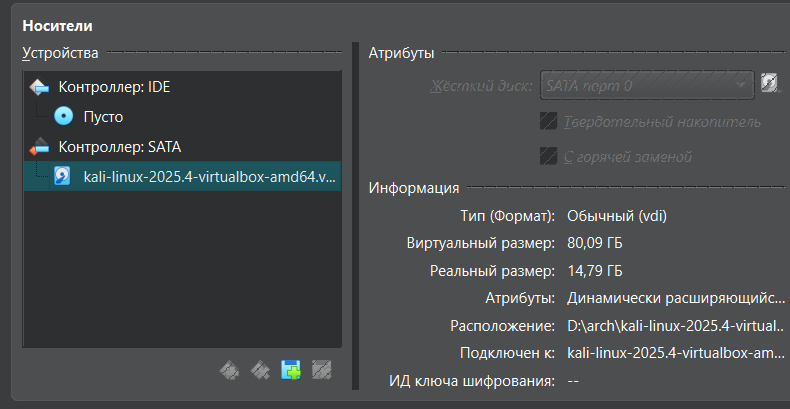 Носители
Устройства
Контроллер: IDE
Пусто
Контроллер: SATA
kali-linux-2025.4-virtualbox-amd64.v...
Атрибуты
Жёсткий диск: SATA порт 0
Твердотельный накопитель
С горячей заменой
Информация
Тип (Формат): Обычный (vdi)
Виртуальный размер: 80,09 ГБ
Реальный размер: 14,79 ГБ
Атрибуты: Динамически расширяющийс...
Расположение: D:\arch\kali-linux-2025.4-virtual...
Подключен к: kali-linux-2025.4-virtualbox-am...
ИД ключа шифрования: --